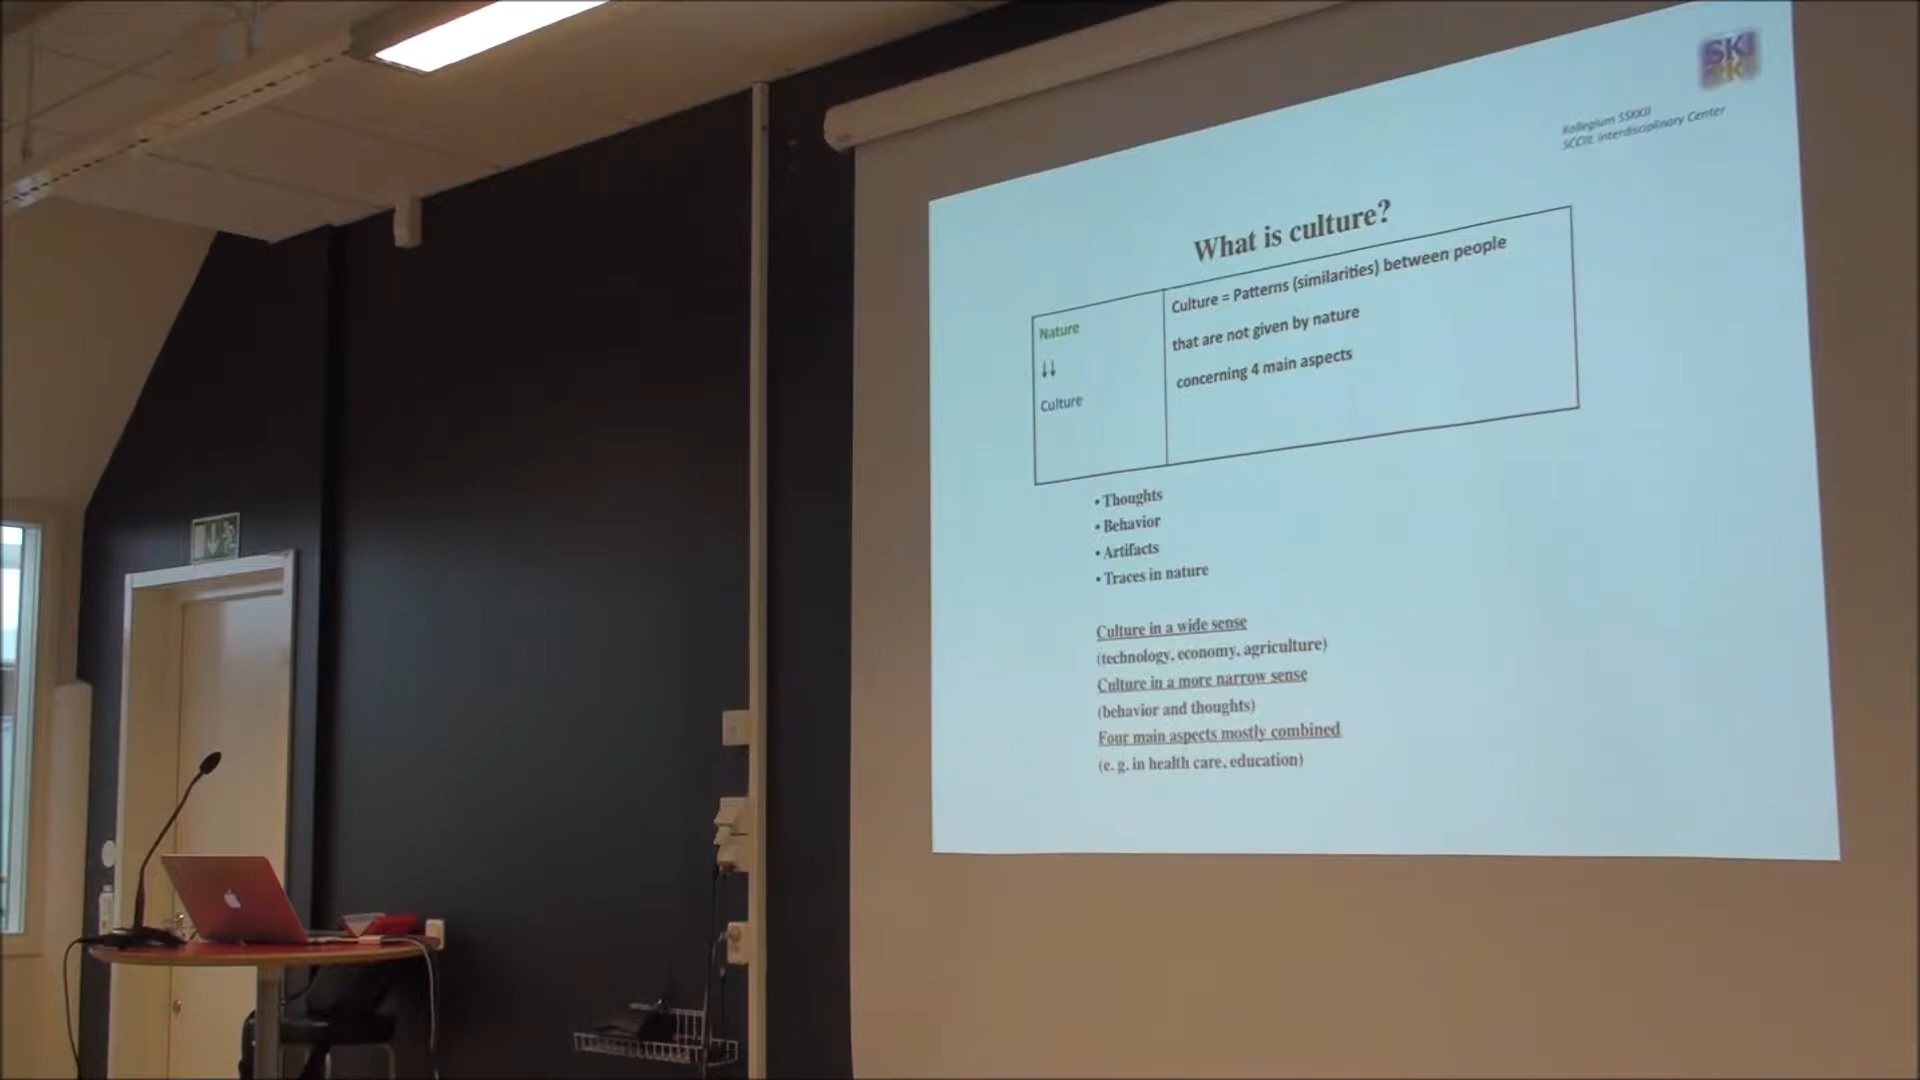 SKI
Kollegium SSKKII
SCCIIL Interdisciplinary Center
What is culture?
Nature
↓↓
Culture
Culture = Patterns (similarities) between people
that are not given by nature
concerning 4 main aspects
• Thoughts
• Behavior
• Artifacts
• Traces in nature
Culture in a wide sense
(technology, economy, agriculture)
Culture in a more narrow sense
(behavior and thoughts)
Four main aspects mostly combined
(e. g. in health care, education)